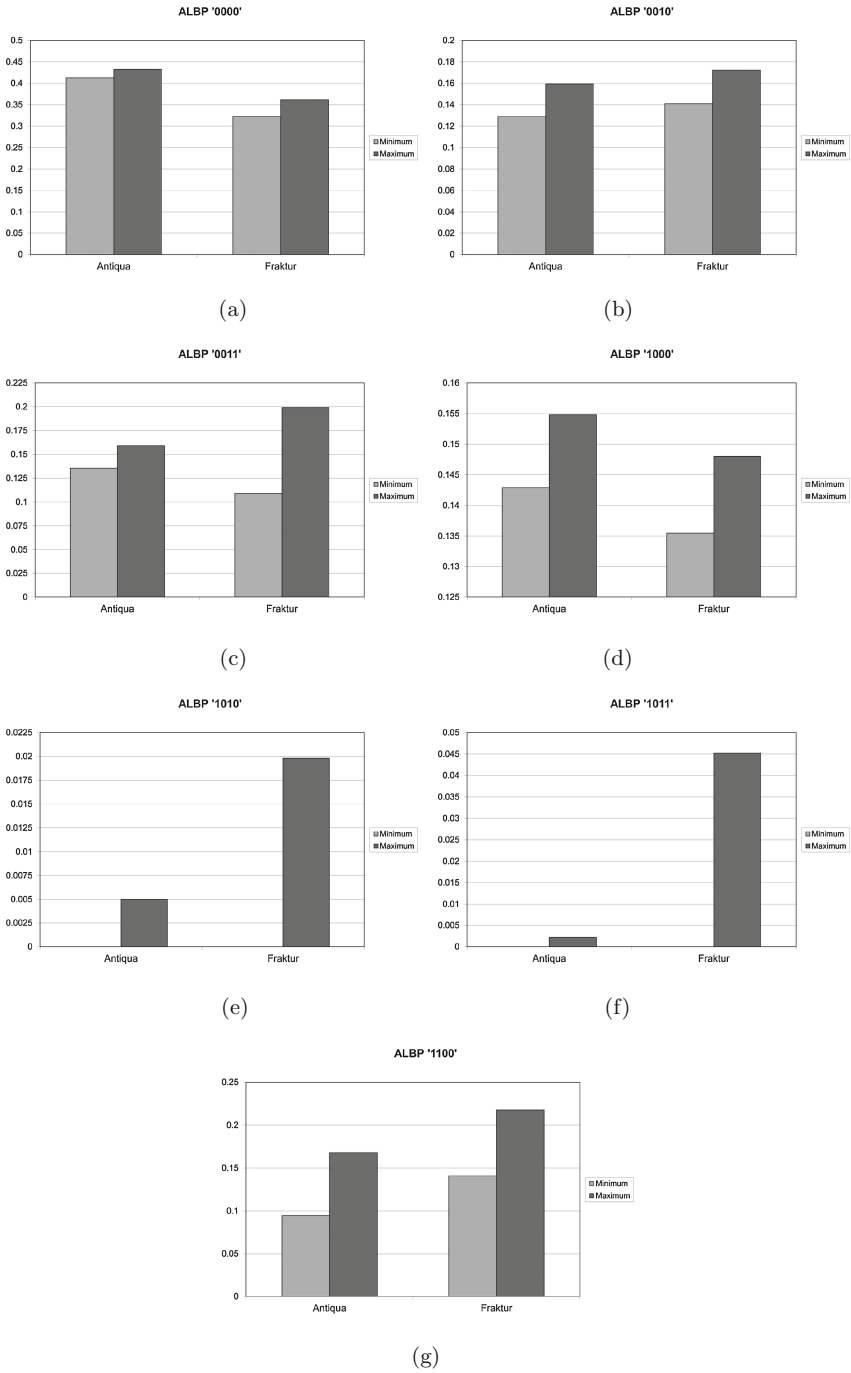 ALBP '0000'
0.5
0.45
0.4
0.35
0.3
0.25
0.2
0.15
0.1
0.05
0
Antiqua Fraktur
Minimum
Maximum
(a)
ALBP '0010'
0.2
0.18
0.16
0.14
0.12
0.1
0.08
0.06
0.04
0.02
0
Antiqua Fraktur
Minimum
Maximum
(b)
ALBP '0011'
0.225
0.2
0.175
0.15
0.125
0.1
0.075
0.05
0.025
0
Antiqua Fraktur
Minimum
Maximum
(c)
ALBP '1000'
0.16
0.155
0.15
0.145
0.14
0.135
0.13
0.125
Antiqua Fraktur
Minimum
Maximum
(d)
ALBP '1010'
0.0225
0.02
0.0175
0.015
0.0125
0.01
0.0075
0.005
0.0025
0
Antiqua Fraktur
Minimum
Maximum
(e)
ALBP '1011'
0.05
0.045
0.04
0.035
0.03
0.025
0.02
0.015
0.01
0.005
0
Antiqua Fraktur
Minimum
Maximum
(f)
ALBP '1100'
0.25
0.2
0.15
0.1
0.05
0
Antiqua Fraktur
Minimum
Maximum
(g)